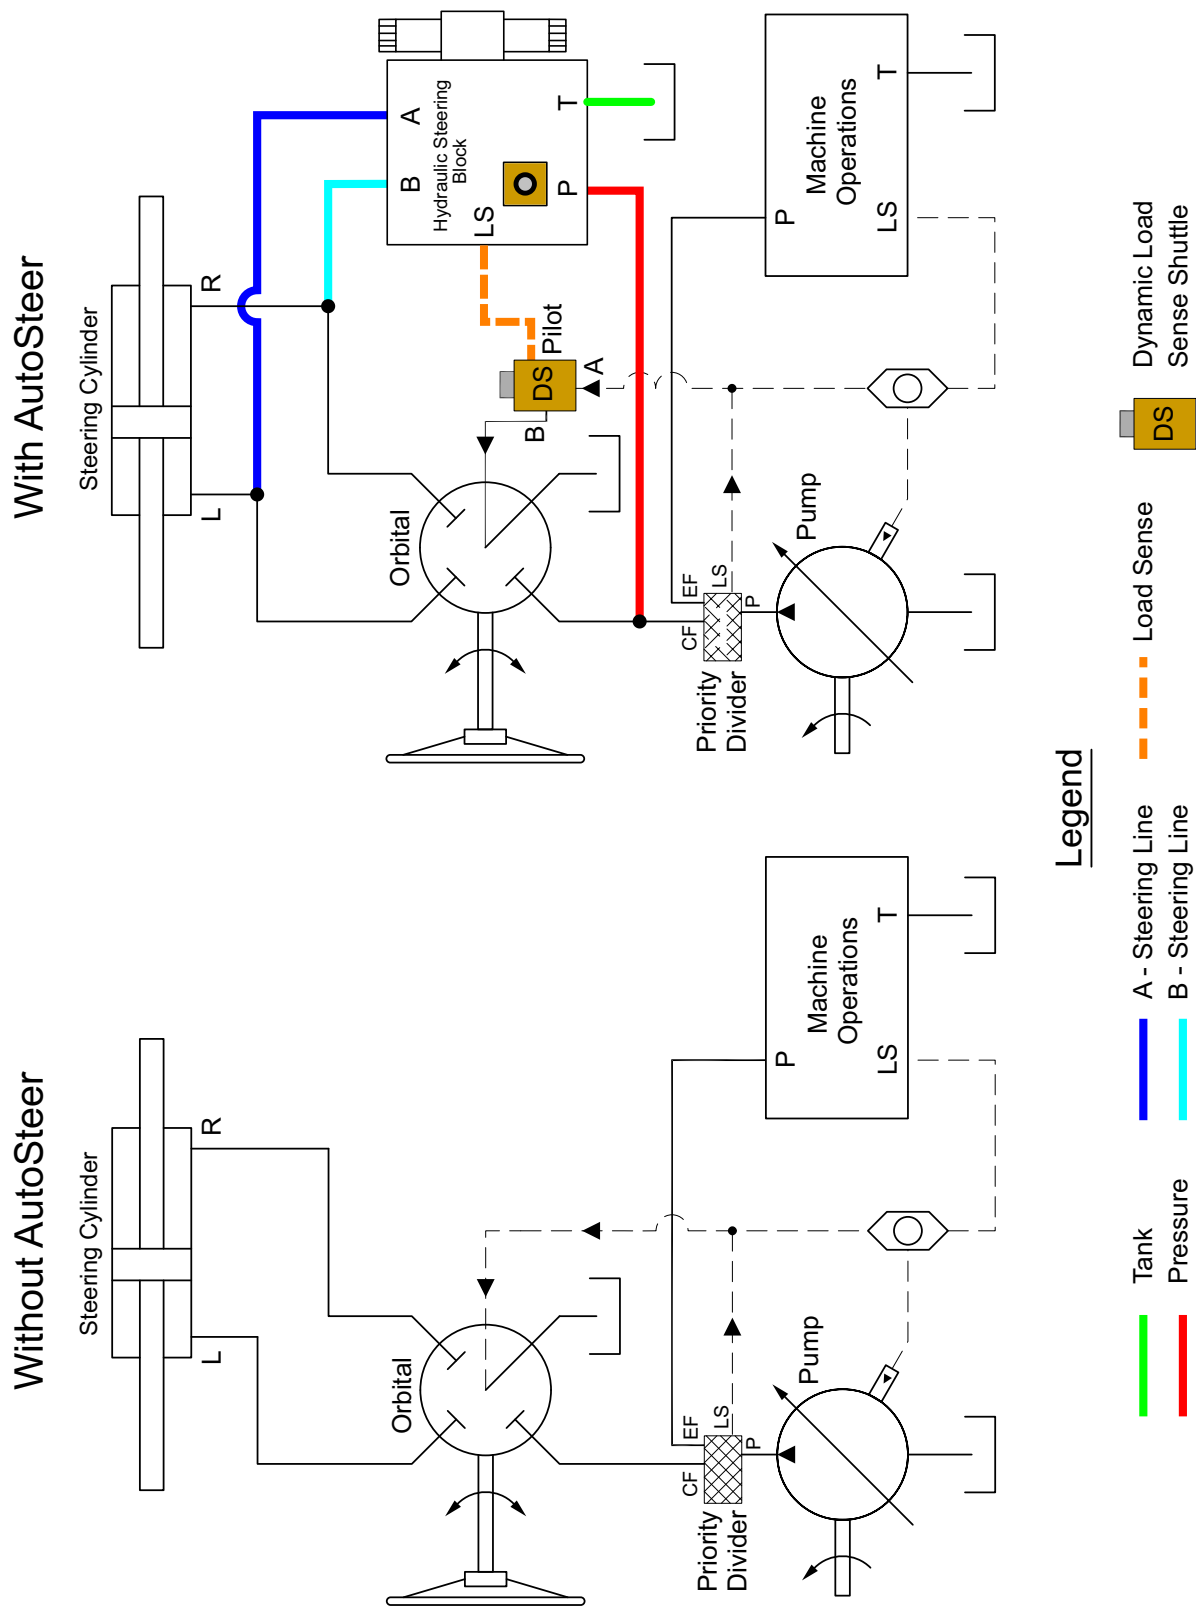 Without AutoSteer
Steering Cylinder
L
R
Orbital
CF
EF
LS
P
Priority
Divider
Pump
P
Machine
Operations
LS
T
With AutoSteer
Steering Cylinder
L
R
Orbital
B
A
Hydraulic Steering
Block
LS
P
T
DS
Pilot
B
A
CF
EF
LS
P
Priority
Divider
Pump
P
Machine
Operations
LS
T
Legend
Tank
Pressure
A - Steering Line
B - Steering Line
Load Sense
DS
Dynamic Load
Sense Shuttle